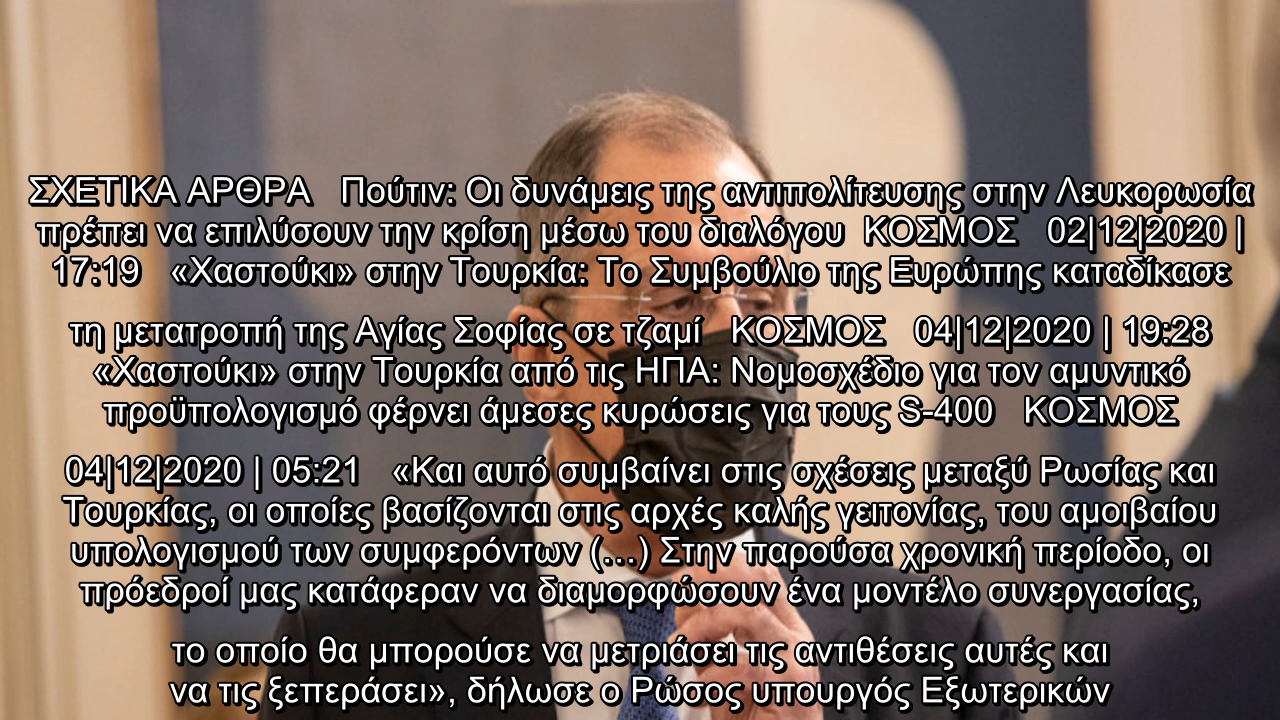 ΣΧΕΤΙΚΑ ΑΡΘΡΑ Πούτιν: Οι δυνάμεις της αντιπολίτευσης στην Λευκορωσία
πρέπει να επιλύσουν την κρίση μέσω του διαλόγου ΚΟΣΜΟΣ 02|12|2020 |
17:19 «Χαστούκι» στην Τουρκία: Το Συμβούλιο της Ευρώπης καταδίκασε
τη μετατροπή της Αγίας Σοφίας σε τζαμί ΚΟΣΜΟΣ 04|12|2020 | 19:28
«Χαστούκι» στην Τουρκία από τις ΗΠΑ: Νομοσχέδιο για τον αμυντικό
προϋπολογισμό φέρνει άμεσες κυρώσεις για τους S-400 ΚΟΣΜΟΣ
04|12|2020 | 05:21 «Και αυτό συμβαίνει στις σχέσεις μεταξύ Ρωσίας και
Τουρκίας, οι οποίες βασίζονται στις αρχές καλής γειτονίας, του αμοιβαίου
υπολογισμού των συμφερόντων (…) Στην παρούσα χρονική περίοδο, οι
πρόεδροί μας κατάφεραν να διαμορφώσουν ένα μοντέλο συνεργασίας,
το οποίο θα μπορούσε να μετριάσει τις αντιθέσεις αυτές και
να τις ξεπεράσει», δήλωσε ο Ρώσος υπουργός Εξωτερικών